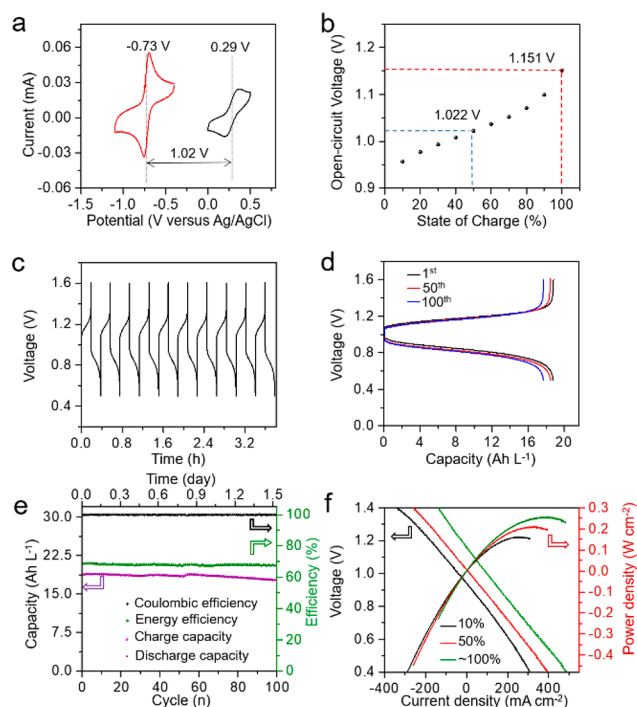 a
-0.73 V
0.29 V
1.02 V
0.06
0.03
0.00
-0.03
-0.06
Current (mA)
-1.5 -1.0 -0.5 0.0 0.5
Potential (V versus Ag/AgCl)
b
1.151 V
1.022 V
1.2
1.1
1.0
0.9
Open-circuit Voltage (V)
0 20 40 60 80 100
State of Charge (%)
c
1.6
1.2
0.8
0.4
Voltage (V)
0.0 0.8 1.6 2.4 3.2
Time (h)
d
1st
50th
100th
2.0
1.6
1.2
0.8
0.4
0.0
Voltage (V)
0 4 8 12 16 20
Capacity (Ah L-1)
e
Time (day)
0.0 0.3 0.6 0.9 1.2 1.5
30.0
22.5
15.0
7.5
0.0
Capacity (Ah L-1)
100
80
60
40
20
0
Efficiency (%)
Coulombic efficiency
Energy efficiency
Charge capacity
Discharge capacity
0 20 40 60 80 100
Cycle (n)
f
1.4
1.2
1.0
0.8
0.6
0.4
Voltage (V)
0.3
0.2
0.1
0.0
-0.1
-0.2
-0.3
-0.4
Power density (W cm-2)
10%
50%
~100%
-400 -200 0 200 400
Current density (mA cm-2)